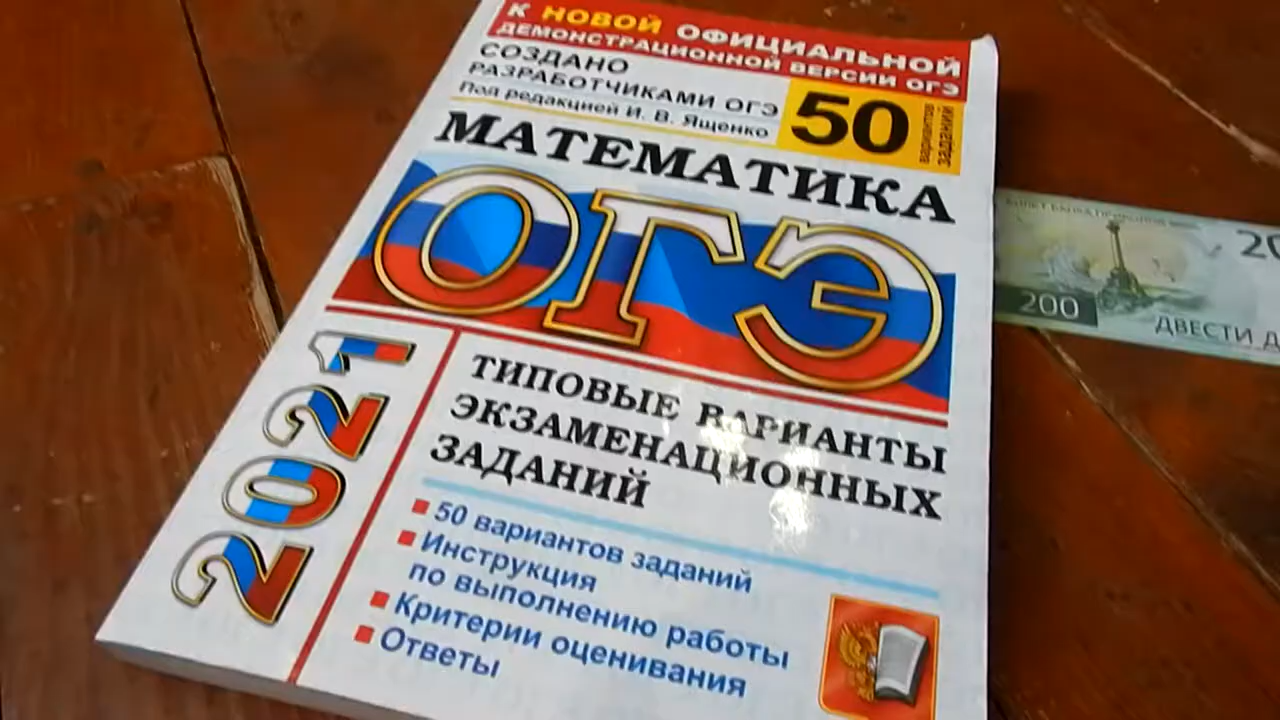 К НОВОЙ ОФИЦИАЛЬНОЙ
ДЕМОНСТРАЦИОННОЙ ВЕРСИИ ОГЭ
СОЗДАНО
РАЗРАБОТЧИКАМИ ОГЭ
Под редакцией И. В. Ященко
50
вариантов
заданий
МАТЕМАТИКА
ОГЭ
2021
ТИПОВЫЕ ВАРИАНТЫ
ЭКЗАМЕНАЦИОННЫХ
ЗАДАНИЙ
50 вариантов заданий
Инструкция
по выполнению работы
Критерии оценивания
Ответы
20
200
ДВЕСТИ Д